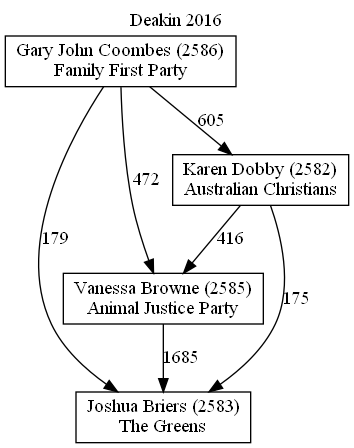 Deakin 2016
Gary John Coombes (2586)
Family First Party
605
Karen Dobby (2582)
Australian Christians
472
179
416
Vanessa Browne (2585)
Animal Justice Party
175
1685
Joshua Briers (2583)
The Greens